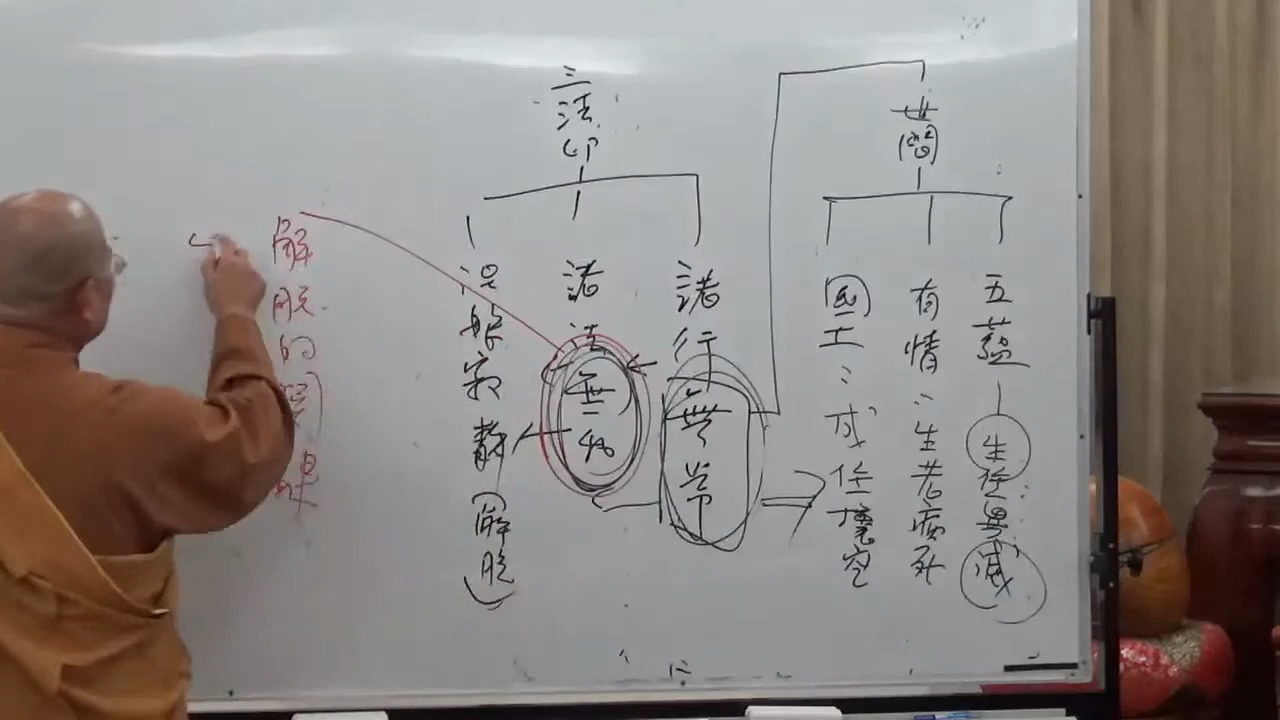 世間
五蘊
生住異滅
有情:生老病死
國土:成住壞空
三法印
諸行無常
諸法無我
涅槃寂靜(解脫)
解脫的關鍵